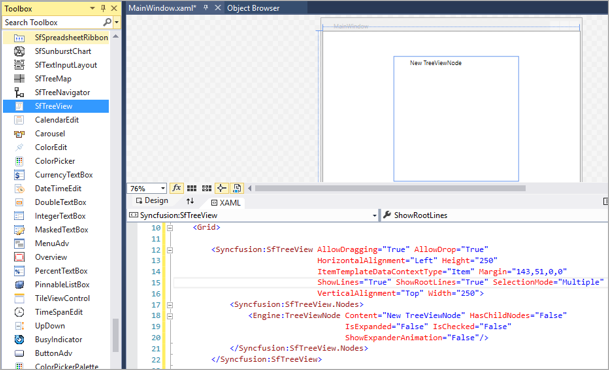 Toolbox
Search Toolbox
SfSpreadsheetRibbon
SfSunburstChart
SfTextInputLayout
SfTreeMap
SfTreeNavigator
SfTreeView
CalendarEdit
Carousel
ColorEdit
ColorPicker
CurrencyTextBox
DateTimeEdit
DoubleTextBox
IntegerTextBox
MaskedTextBox
MenuAdv
Overview
PercentTextBox
PinnableListBox
TileViewControl
TimeSpanEdit
UpDown
BusyIndicator
ButtonAdv
ColorPickerPalette
MainWindow.xaml*
Object Browser
MainWindow
New TreeViewNode
76%
fx
Design
XAML
Syncfusion:SfTreeView
ShowRootLines
10 <Grid>
11
12 <Syncfusion:SfTreeView AllowDragging="True" AllowDrop="True"
13 HorizontalAlignment="Left" Height="250"
14 ItemTemplateDataContextType="Item" Margin="143,51,0,0"
15 ShowLines="True" ShowRootLines="True" SelectionMode="Multiple"
16 VerticalAlignment="Top" Width="250">
17 <Syncfusion:SfTreeView.Nodes>
18 <Engine:TreeViewNode Content="New TreeViewNode" HasChildNodes="False"
19 IsExpanded="False" IsChecked="False"
20 ShowExpanderAnimation="False"/>
21 </Syncfusion:SfTreeView.Nodes>
22 </Syncfusion:SfTreeView>